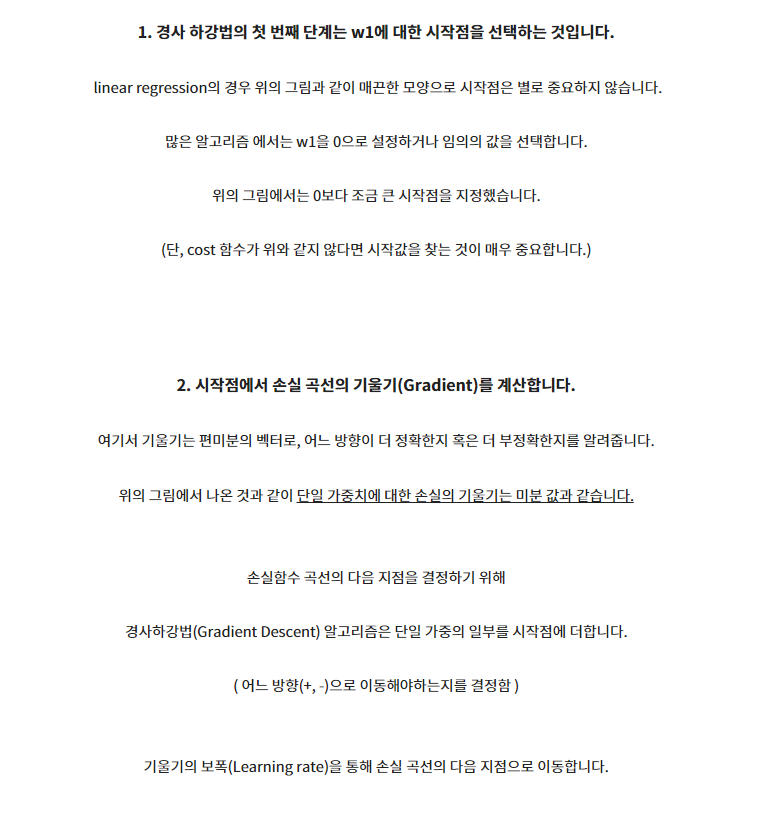 1. 경사 하강법의 첫 번째 단계는 w1에 대한 시작점을 선택하는 것입니다.
linear regression의 경우 위의 그림과 같이 매끈한 모양으로 시작점은 별로 중요하지 않습니다.
많은 알고리즘 에서는 w1을 0으로 설정하거나 임의의 값을 선택합니다.
위의 그림에서는 0보다 조금 큰 시작점을 지정했습니다.
(단, cost 함수가 위와 같지 않다면 시작값을 찾는 것이 매우 중요합니다.)
2. 시작점에서 손실 곡선의 기울기(Gradient)를 계산합니다.
여기서 기울기는 편미분의 벡터로, 어느 방향이 더 정확한지 혹은 더 부정확한지를 알려줍니다.
위의 그림에서 나온 것과 같이 단일 가중치에 대한 손실의 기울기는 미분 값과 같습니다.
손실함수 곡선의 다음 지점을 결정하기 위해
경사하강법(Gradient Descent) 알고리즘은 단일 가중의 일부를 시작점에 더합니다.
( 어느 방향(+, -)으로 이동해야하는지를 결정함 )
기울기의 보폭(Learning rate)을 통해 손실 곡선의 다음 지점으로 이동합니다.